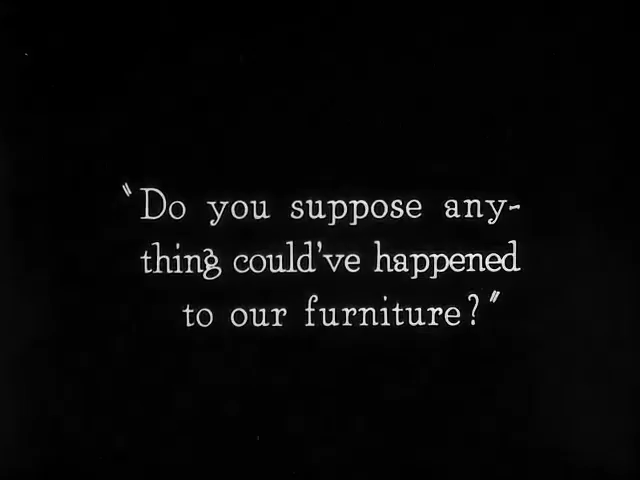 "Do you suppose any-
thing could've happened
to our furniture?"